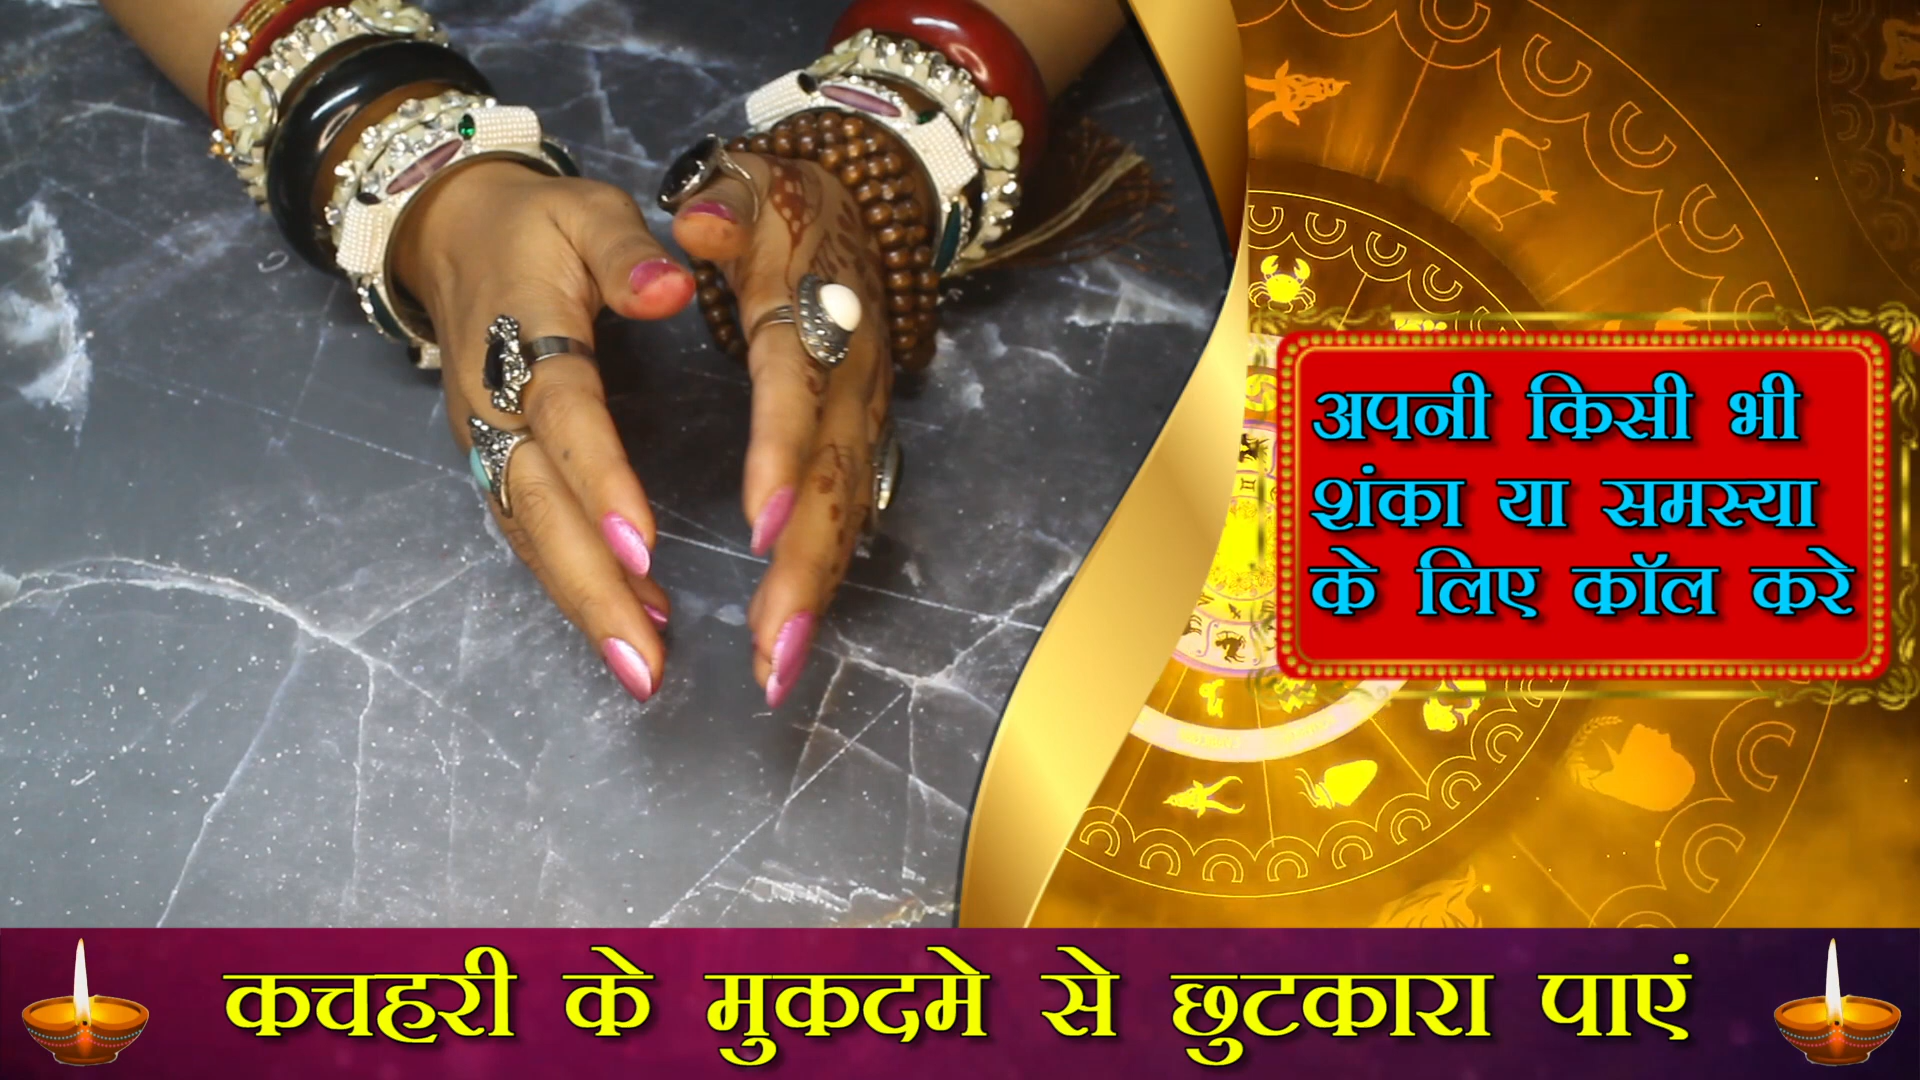 अपनी किसी भी
शंका या समस्या
के लिए कॉल करे
कचहरी के मुकदमे से छुटकारा पाएं